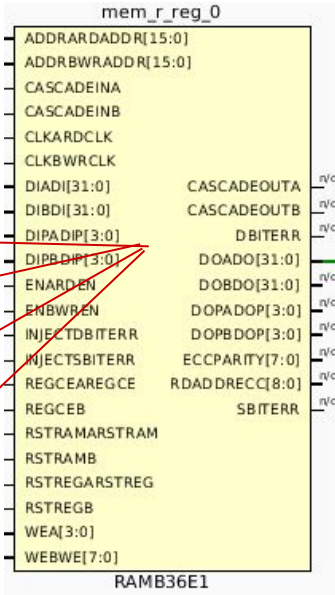 mem_r_reg_0
ADDRARDADDR[15:0]
ADDRBWRADDR[15:0]
CASCADEINA
CASCADEINB
CLKARDCLK
CLKBWRCLK
DIADI[31:0] CASCADEOUTA n/c
DIBDI[31:0] CASCADEOUTB n/c
DIPADIP[3:0] DBITERR n/c
DIPBDIP[3:0] DOADO[31:0]
ENARDEN DOBDO[31:0] n/c
ENBWREN DOPADOP[3:0] n/c
INJECTDBITERR DOPBDOP[3:0] n/c
INJECTSBITERR ECCPARITY[7:0] n/c
REGCEAREGCE RDADDRECC[8:0] n/c
REGCEB SBITERR n/c
RSTRAMARSTRAM
RSTRAMB
RSTREGARSTREG
RSTREGB
WEA[3:0]
WEBWE[7:0]
RAMB36E1